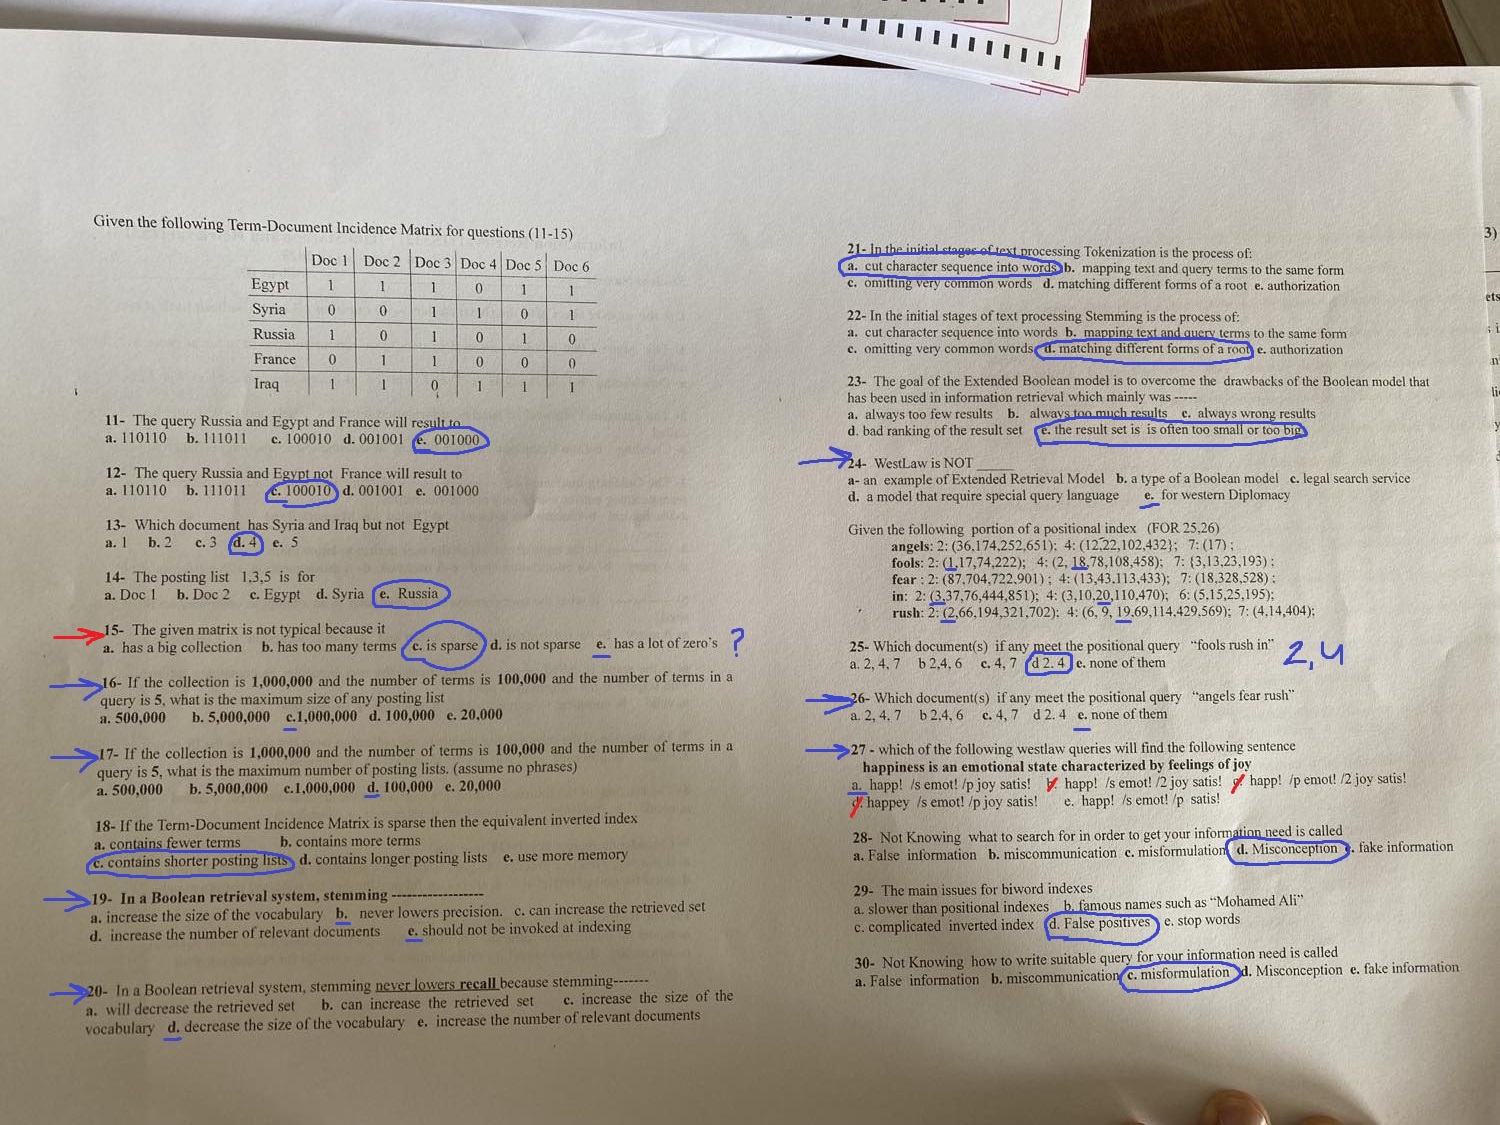 Given the following Term-Document Incidence Matrix for questions (11-15)
Doc 1 Doc 2 Doc 3 Doc 4 Doc 5 Doc 6
Egypt 1 1 1 0 1 1
Syria 0 0 1 1 0 1
Russia 1 0 1 0 1 0
France 0 1 1 0 0 0
Iraq 1 1 0 1 1 1
11- The query Russia and Egypt and France will result to
a. 110110 b. 111011 c. 100010 d. 001001 e. 001000
12- The query Russia and Egypt not France will result to
a. 110110 b. 111011 c. 100010 d. 001001 e. 001000
13- Which document has Syria and Iraq but not Egypt
a. 1 b. 2 c. 3 d. 4 e. 5
14- The posting list 1,3,5 is for
a. Doc 1 b. Doc 2 c. Egypt d. Syria e. Russia
15- The given matrix is not typical because it
a. has a big collection b. has too many terms c. is sparse d. is not sparse e. has a lot of zero's ?
16- If the collection is 1,000,000 and the number of terms is 100,000 and the number of terms in a
query is 5, what is the maximum size of any posting list
a. 500,000 b. 5,000,000 c.1,000,000 d. 100,000 e. 20,000
17- If the collection is 1,000,000 and the number of terms is 100,000 and the number of terms in a
query is 5, what is the maximum number of posting lists. (assume no phrases)
a. 500,000 b. 5,000,000 c.1,000,000 d. 100,000 e. 20,000
18- If the Term-Document Incidence Matrix is sparse then the equivalent inverted index
a. contains fewer terms b. contains more terms
c. contains shorter posting lists d. contains longer posting lists e. use more memory
19- In a Boolean retrieval system, stemming ------------------
a. increase the size of the vocabulary b. never lowers precision. c. can increase the retrieved set
d. increase the number of relevant documents e. should not be invoked at indexing
20- In a Boolean retrieval system, stemming never lowers recall because stemming-------
a. will decrease the retrieved set b. can increase the retrieved set c. increase the size of the
vocabulary d. decrease the size of the vocabulary e. increase the number of relevant documents
21- In the initial stages of text processing Tokenization is the process of:
a. cut character sequence into words b. mapping text and query terms to the same form
c. omitting very common words d. matching different forms of a root e. authorization
22- In the initial stages of text processing Stemming is the process of:
a. cut character sequence into words b. mapping text and query terms to the same form
c. omitting very common words d. matching different forms of a root e. authorization
23- The goal of the Extended Boolean model is to overcome the drawbacks of the Boolean model that
has been used in information retrieval which mainly was -----
a. always too few results b. always too much results c. always wrong results
d. bad ranking of the result set e. the result set is is often too small or too big
24- WestLaw is NOT _____
a- an example of Extended Retrieval Model b. a type of a Boolean model c. legal search service
d. a model that require special query language e. for western Diplomacy
Given the following portion of a positional index (FOR 25,26)
angels: 2: (36,174,252,651); 4: (12,22,102,432}; 7: (17) ;
fools: 2: (1,17,74,222); 4: (2, 18,78,108,458); 7: {3,13,23,193) ;
fear : 2: (87,704,722,901) ; 4: (13,43,113,433); 7: (18,328,528) ;
in: 2: (3,37,76,444,851); 4: (3,10,20,110,470); 6: (5,15,25,195);
rush: 2: (2,66,194,321,702); 4: (6, 9, 19,69,114,429,569); 7: (4,14,404);
25- Which document(s) if any meet the positional query “fools rush in” 2,4
a. 2, 4, 7 b 2,4, 6 c. 4, 7 d 2. 4 e. none of them
26- Which document(s) if any meet the positional query “angels fear rush”
a. 2, 4, 7 b 2,4, 6 c. 4, 7 d 2. 4 e. none of them
27 - which of the following westlaw queries will find the following sentence
happiness is an emotional state characterized by feelings of joy
a. happ! /s emot! /p joy satis! b. happ! /s emot! /2 joy satis! c. happ! /p emot! /2 joy satis!
d. happey /s emot! /p joy satis! e. happ! /s emot! /p satis!
28- Not Knowing what to search for in order to get your information need is called
a. False information b. miscommunication c. misformulation d. Misconception e. fake information
29- The main issues for biword indexes
a. slower than positional indexes b. famous names such as “Mohamed Ali”
c. complicated inverted index d. False positives e. stop words
30- Not Knowing how to write suitable query for your information need is called
a. False information b. miscommunication c. misformulation d. Misconception e. fake information
3)
ets